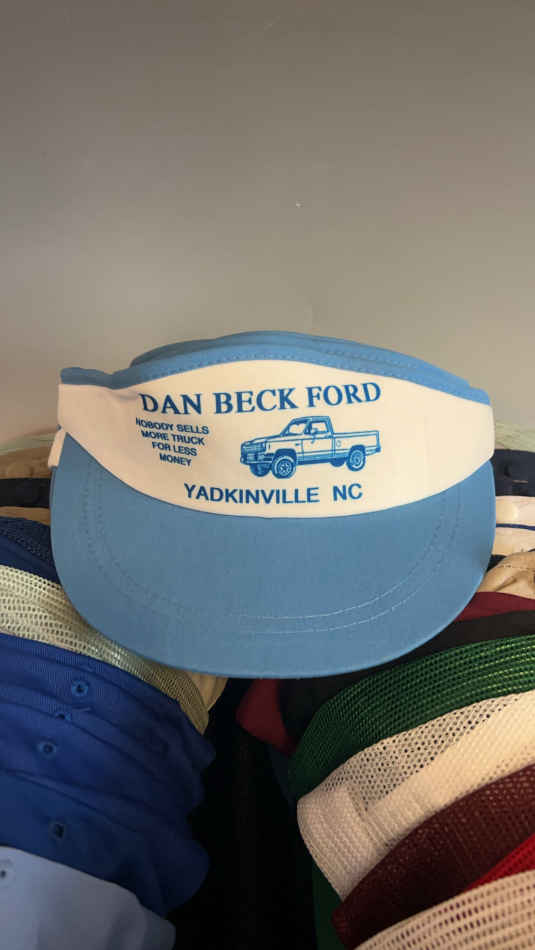 DAN BECK FORD
NOBODY SELLS
MORE TRUCK
FOR LESS
MONEY
YADKINVILLE NC